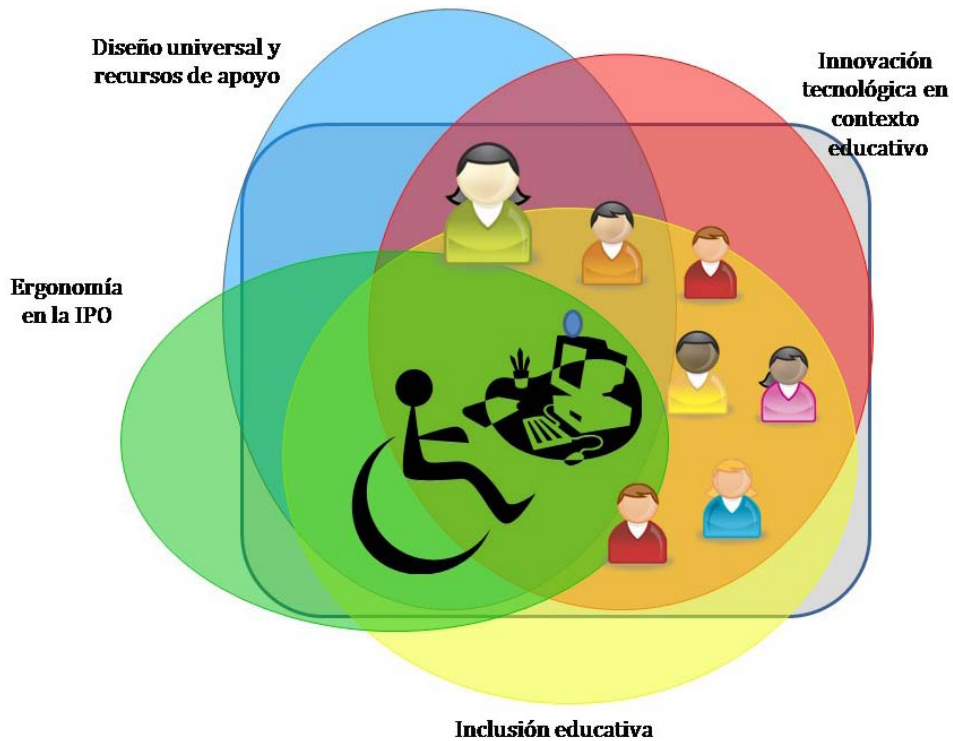 Diseño universal y
recursos de apoyo
Innovación
tecnológica en
contexto
educativo
Ergonomía
en la IPO
Inclusión educativa